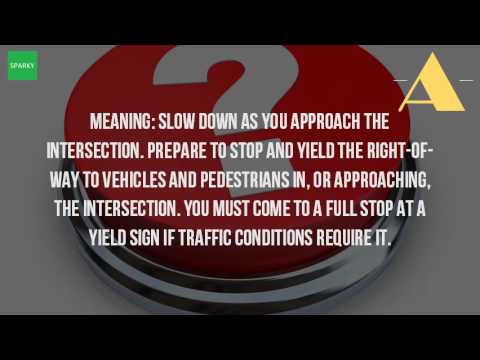 SPARKY
A
?
MEANING: SLOW DOWN AS YOU APPROACH THE
INTERSECTION. PREPARE TO STOP AND YIELD THE RIGHT-OF-
WAY TO VEHICLES AND PEDESTRIANS IN, OR APPROACHING,
THE INTERSECTION. YOU MUST COME TO A FULL STOP AT A
YIELD SIGN IF TRAFFIC CONDITIONS REQUIRE IT.